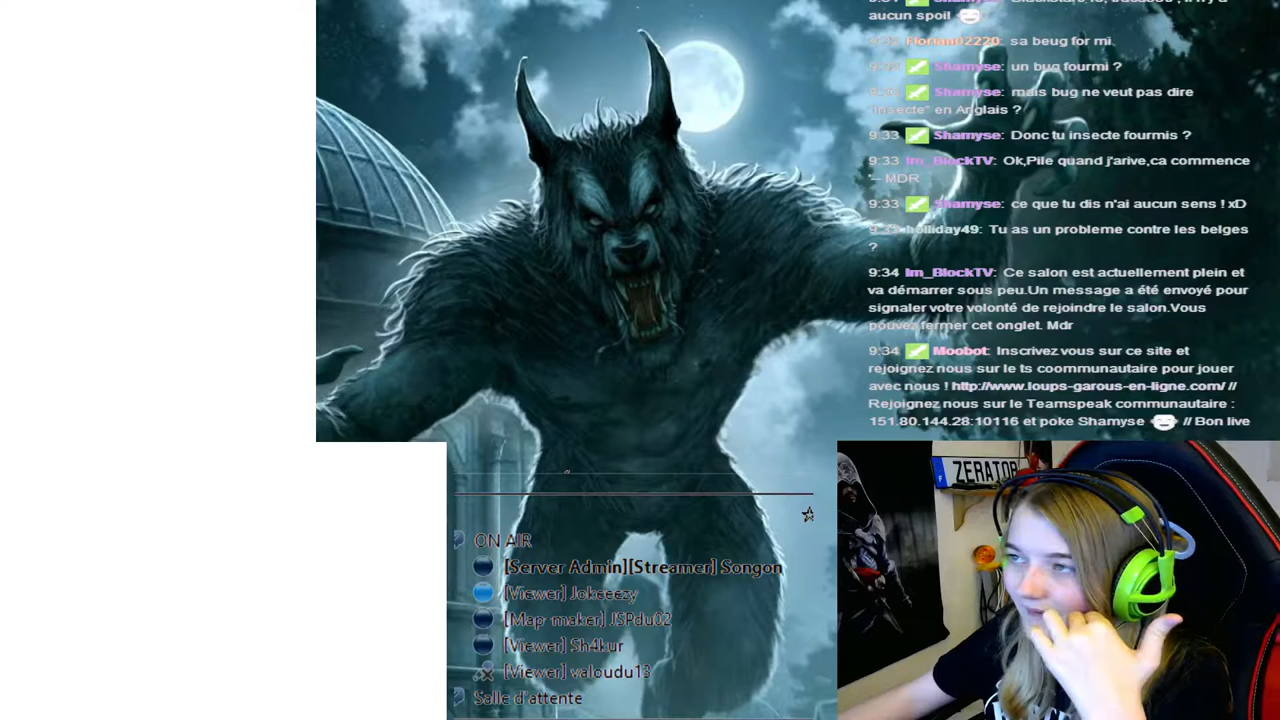 aucun spoil
Floriau02220: sa beug for mi
Shamyse: un bug fourmi ?
Shamyse: mais bug ne veut pas dire
"insecte" en Anglais ?
9:33 Shamyse: Donc tu insecte fourmis ?
9:33 Im_BlockTV: Ok,Pile quand j'arive,ca commence
-- MDR
9:33 Shamyse: ce que tu dis n'ai aucun sens ! xD
9:33 holliday49: Tu as un probleme contre les belges
?
9:34 Im_BlockTV: Ce salon est actuellement plein et
va démarrer sous peu.Un message a été envoyé pour
signaler votre volonté de rejoindre le salon.Vous
pouvez fermer cet onglet. Mdr
9:34 Moobot: Inscrivez vous sur ce site et
rejoignez nous sur le ts coommunautaire pour jouer
avec nous ! http://www.loups-garous-en-ligne.com/ //
Rejoignez nous sur le Teamspeak communautaire :
151.80.144.28:10116 et poke Shamyse // Bon live
ZERATOR
ON AIR
[Server Admin][Streamer] Songon
[Viewer] Jokeeezy
[Map maker] JSPdu02
[Viewer] Sh4kur
[Viewer] valoudu13
Salle d'attente